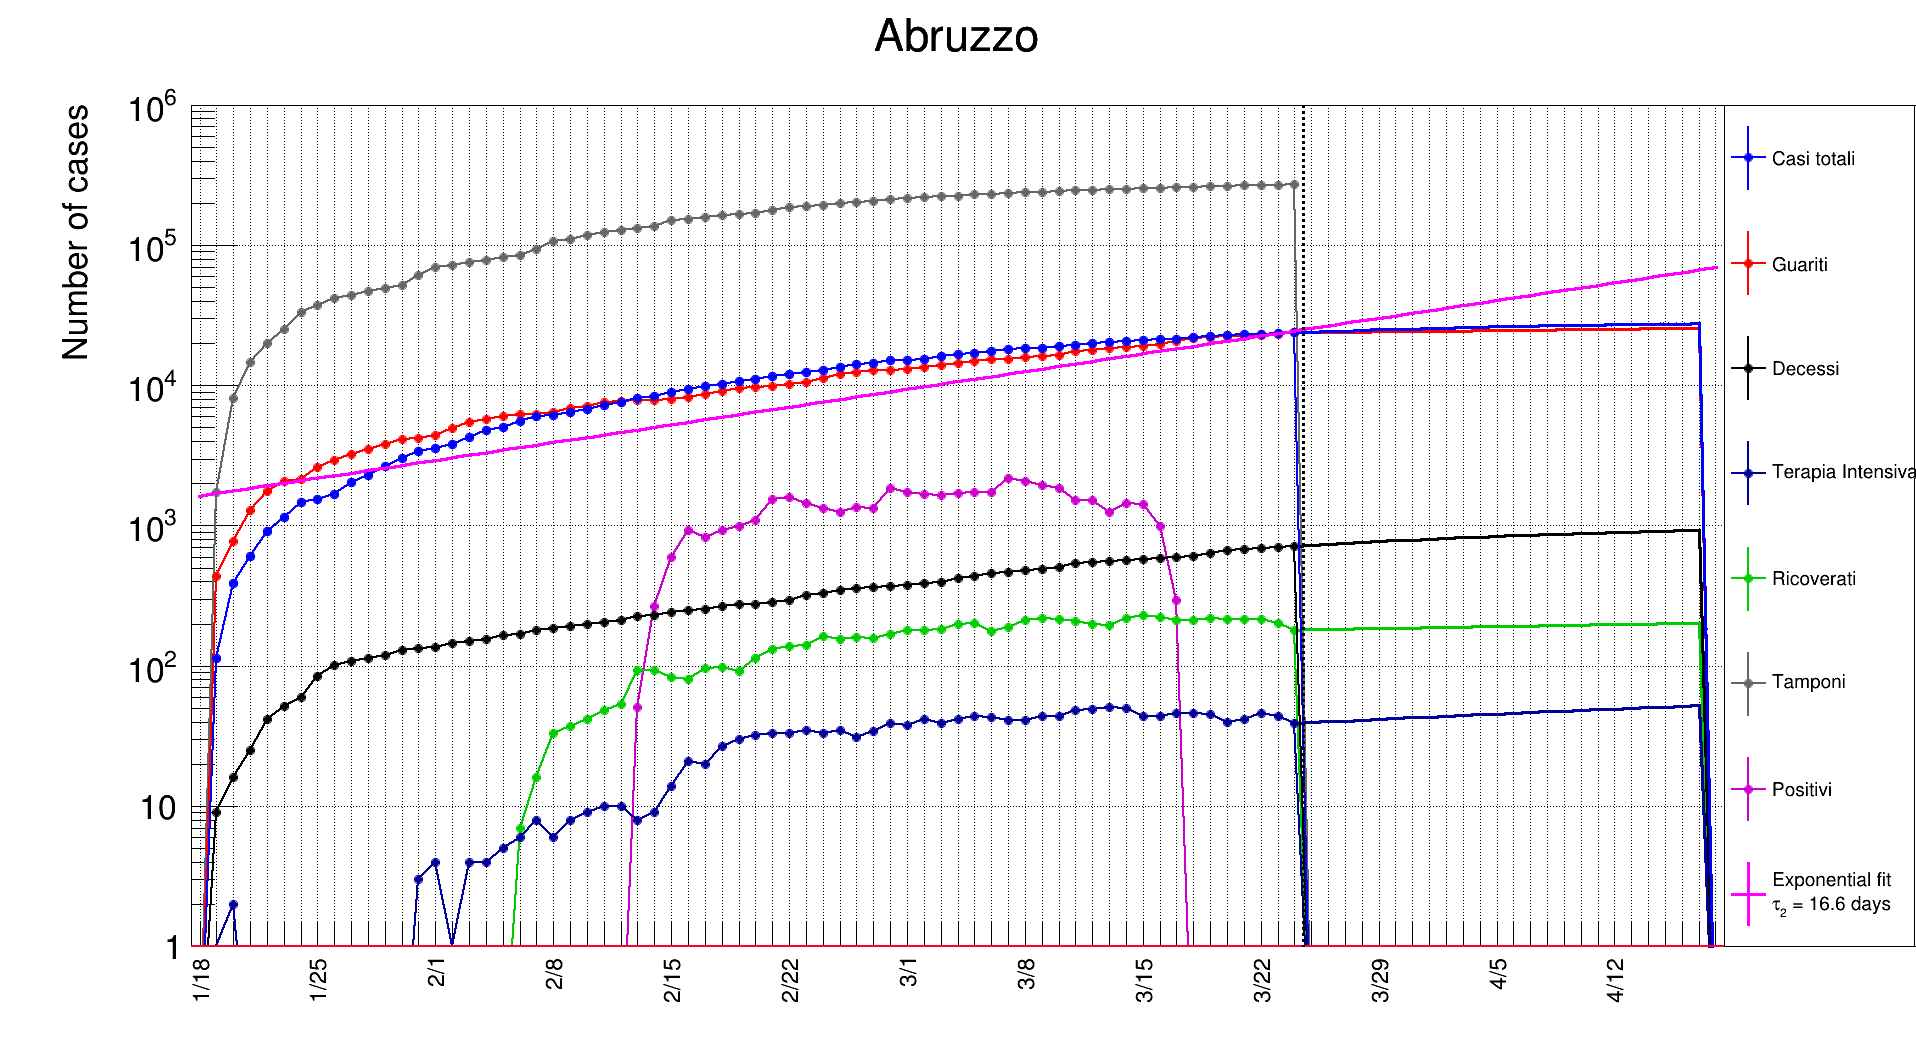 Abruzzo
Number of cases
10^6
10^5
10^4
10^3
10^2
10
1
1/18 1/25 2/1 2/8 2/15 2/22 3/1 3/8 3/15 3/22 3/29 4/5 4/12
Casi totali
Guariti
Decessi
Terapia Intensiva
Ricoverati
Tamponi
Positivi
Exponential fit
τ₂ = 16.6 days